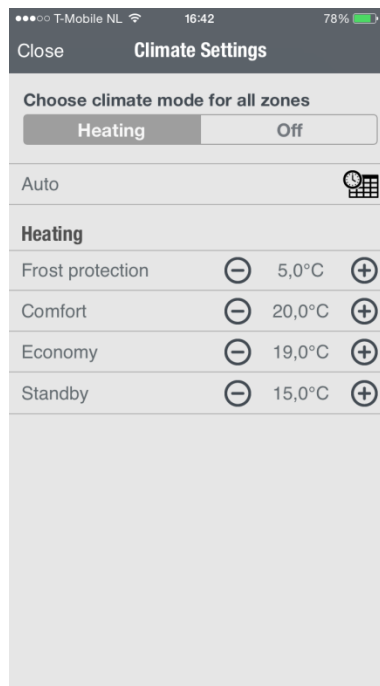 T-Mobile NL 16:42 78%
Close Climate Settings
Choose climate mode for all zones
Heating Off
Auto
Heating
Frost protection 5,0°C
Comfort 20,0°C
Economy 19,0°C
Standby 15,0°C